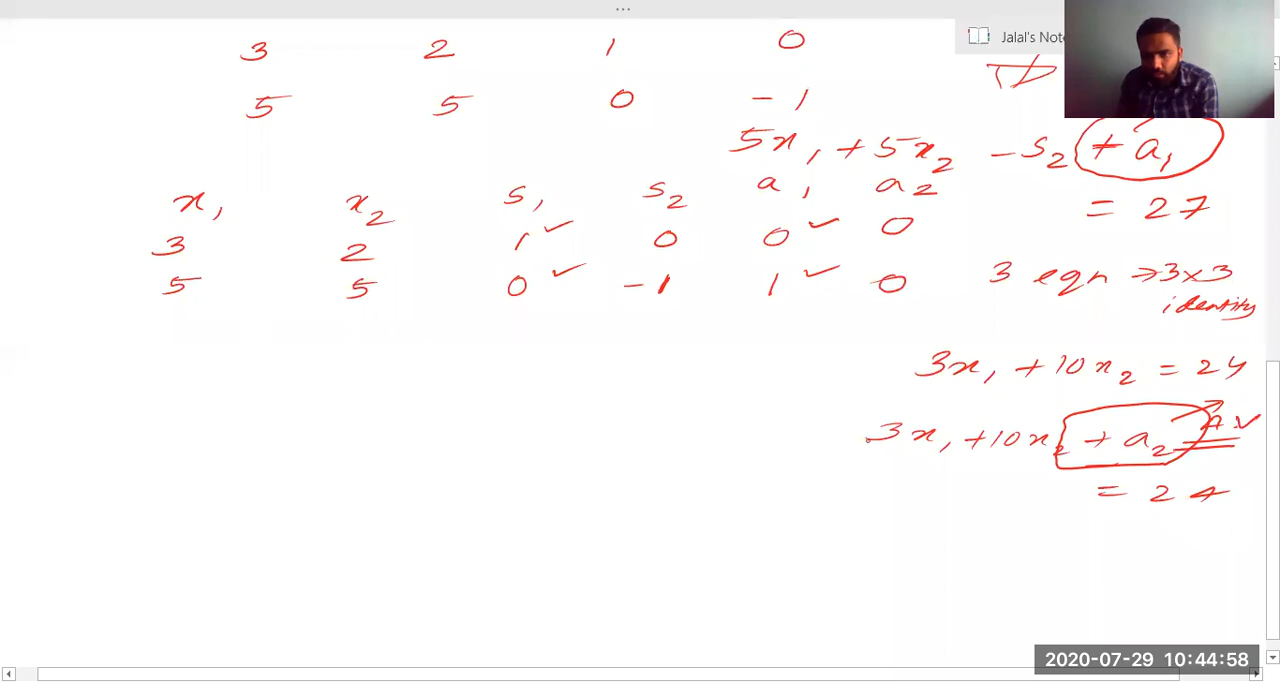 ...
3 2 1 0
Jalal's Note
5 5 0 -1
5x₁ + 5x₂ - s₂ + a₁
= 27
x₁ x₂ s₁ s₂ a₁ a₂
3 2 1 ✓ 0 0 ✓ 0
5 5 0 ✓ -1 1 ✓ 0
3 eqn → 3x3
identity
3x₁ + 10x₂ = 24
A.V
3x₁ + 10x₂ + a₂
= 24
2020-07-29 10:44:58